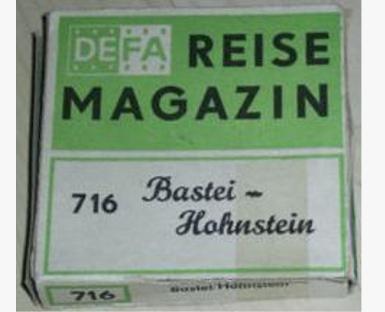 DEFA REISE
MAGAZIN
716 Bastei -
Hohnstein
716 Bastei Hohnstein